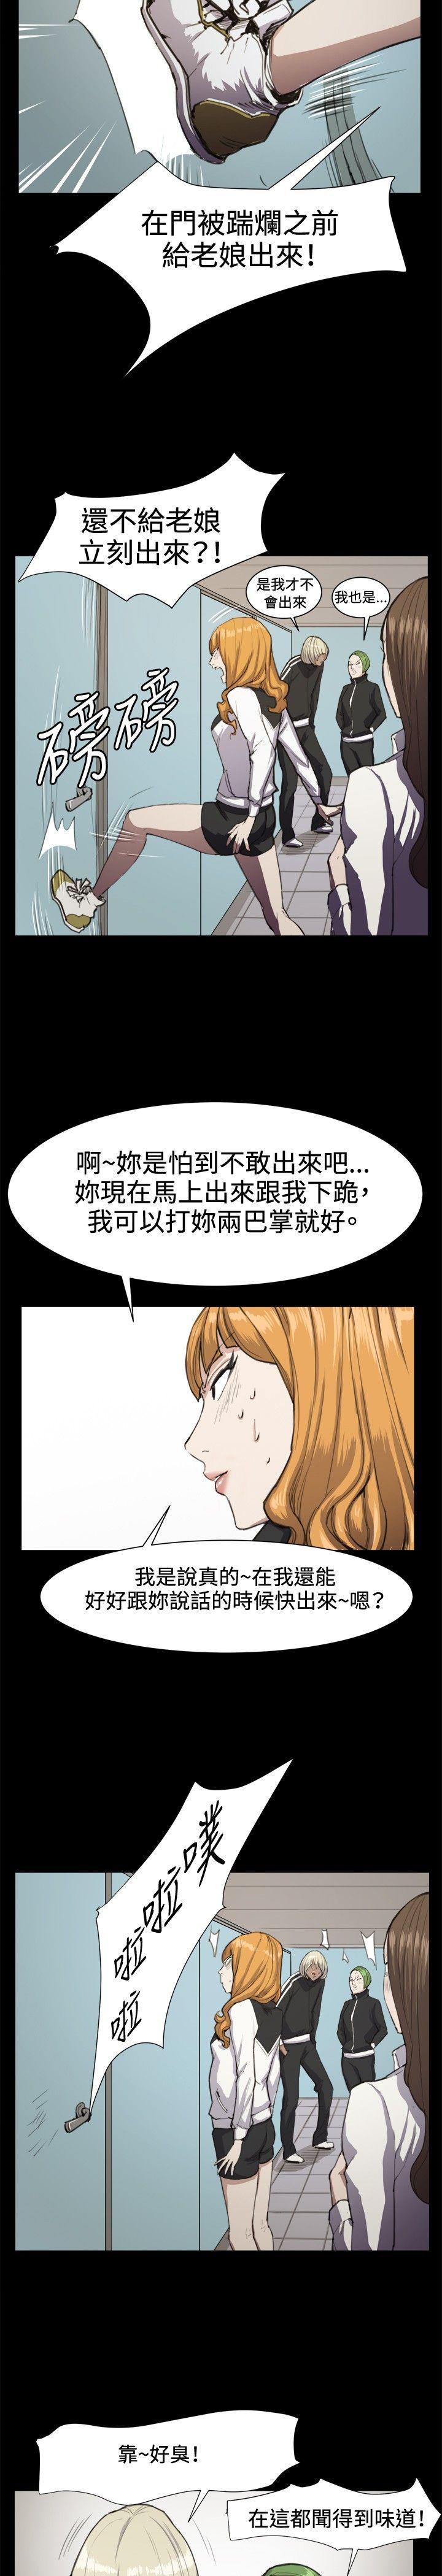 在門被踹爛之前
給老娘出來！
還不給老娘
立刻出來？！
是我才不
會出來
我也是...
磅磅
啊~妳是怕到不敢出來吧...
妳現在馬上出來跟我下跪，
我可以打妳兩巴掌就好。
我是說真的~在我還能
好好跟妳說話的時候快出來~嗯？
噗啦啦啦
靠~好臭！
在這都聞得到味道！